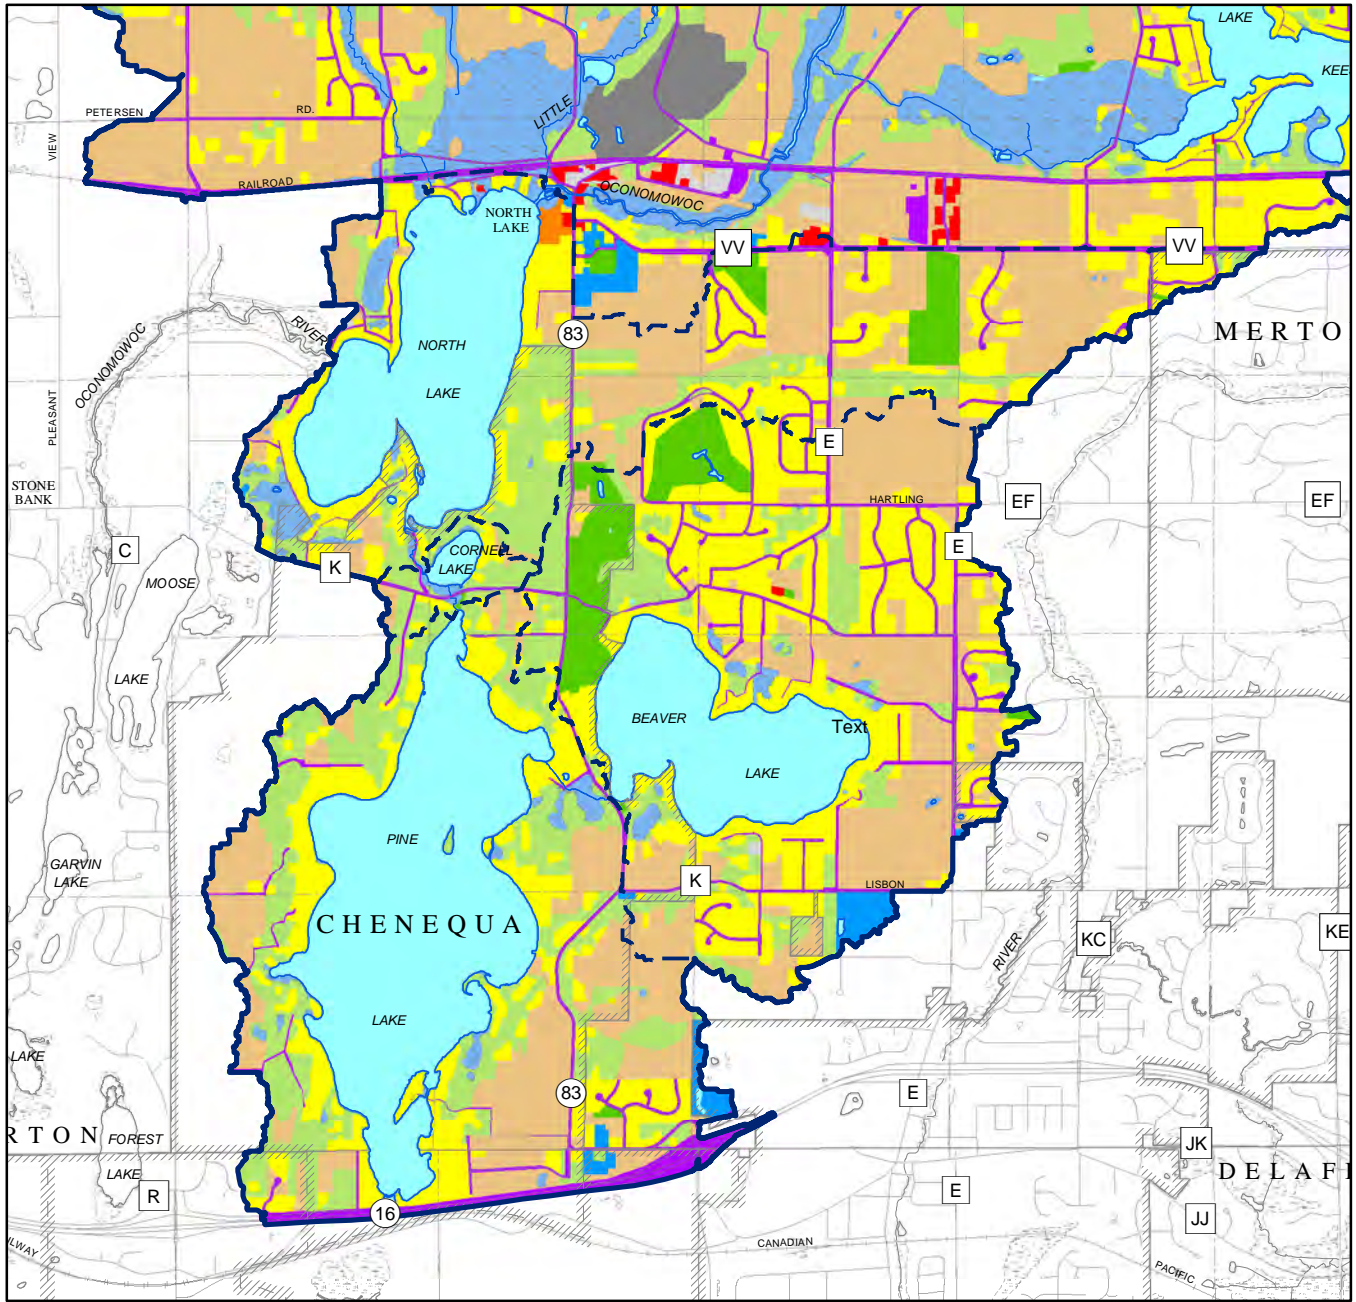 LAKE
KEE
PETERSEN
RD.
LITTLE
VIEW
RAILROAD
OCONOMOWOC
NORTH
LAKE
VV
VV
RIVER
OCONOMOWOC
83
MERTO
NORTH
LAKE
PLEASANT
E
STONE
BANK
HARTLING
EF
EF
C
K
CORNELL
LAKE
E
MOOSE
LAKE
BEAVER
LAKE
Text
PINE
GARVIN
LAKE
K
LISBON
CHENEQUA
KC
KE
RIVER
LAKE
LAKE
83
E
RTON
FOREST
LAKE
JK
DELAF
R
E
16
JJ
ILWAY
CANADIAN
PACIFIC